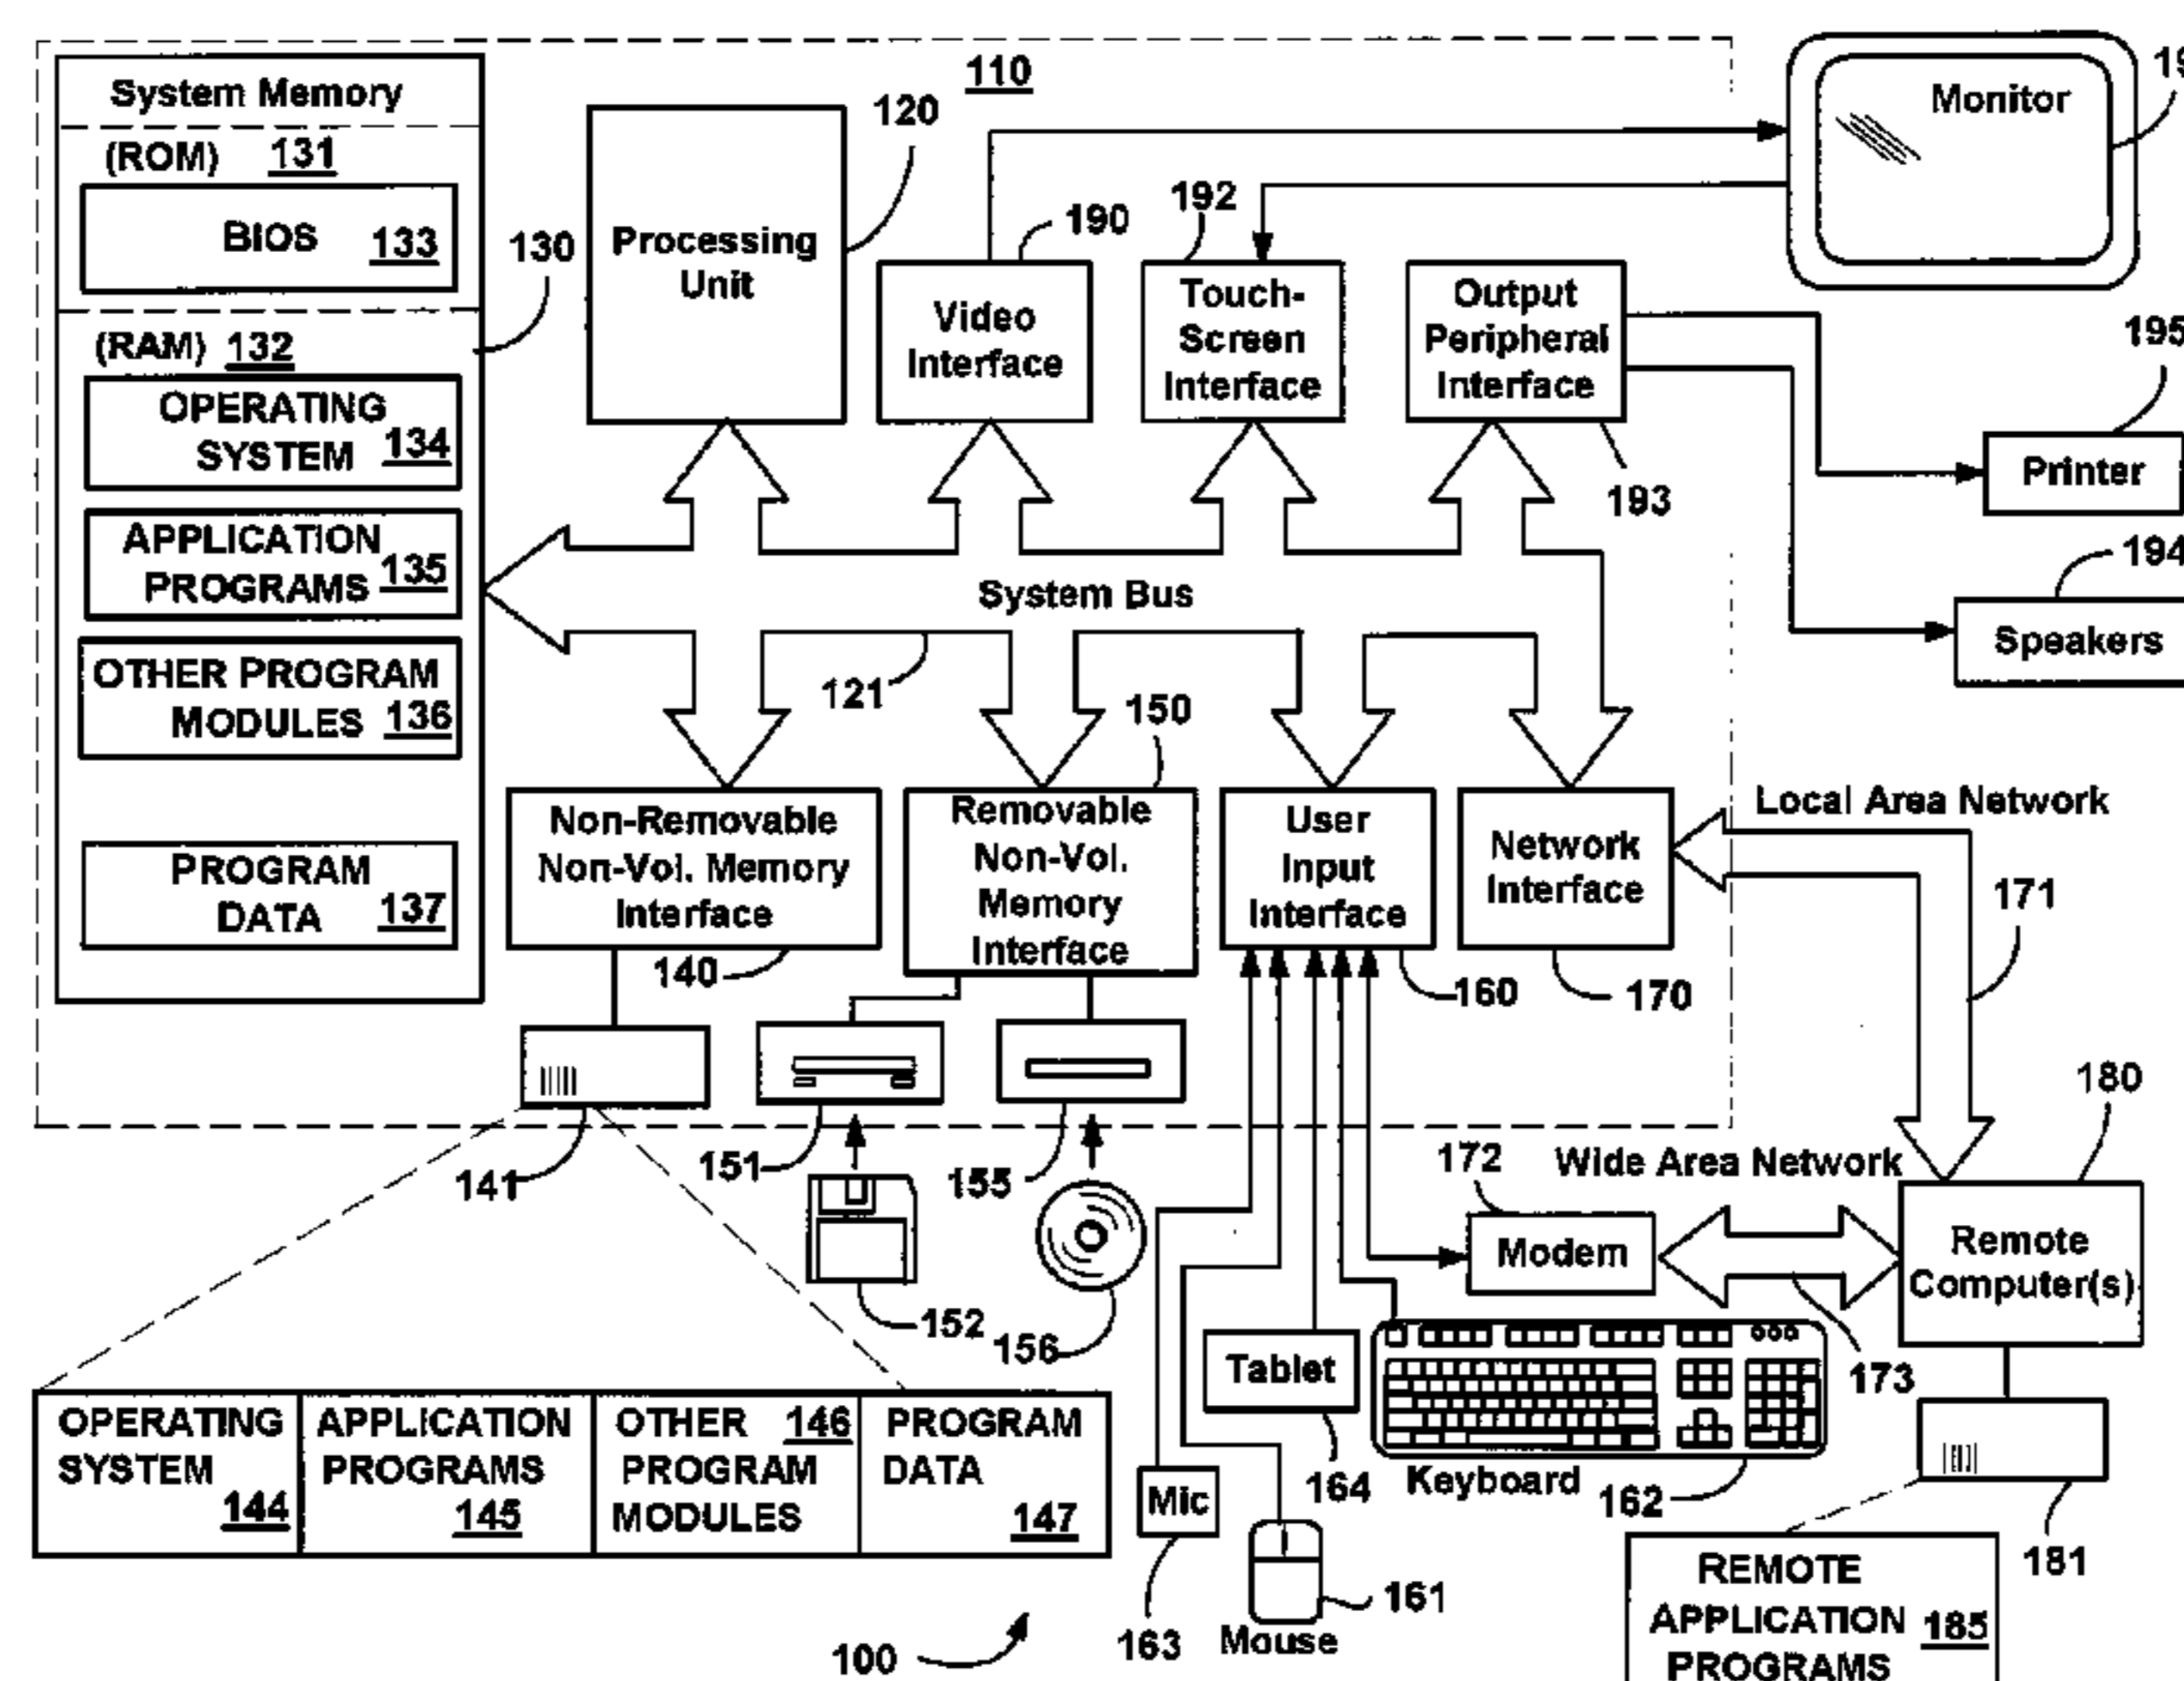 110
System Memory
(ROM) 131
BIOS 133
130
(RAM) 132
OPERATING
SYSTEM 134
APPLICATION
PROGRAMS 135
OTHER PROGRAM
MODULES 136
PROGRAM
DATA 137
120
Processing
Unit
190
Video
Interface
192
Touch-
Screen
Interface
Output
Peripheral
Interface
193
Monitor
195
Printer
194
Speakers
System Bus
121
Non-Removable
Non-Vol. Memory
Interface
140
150
Removable
Non-Vol.
Memory
Interface
User
Input
Interface
160
Network
Interface
170
Local Area Network
171
141
151
152
155
156
172
Wide Area Network
Modem
173
180
Remote
Computer(s)
181
OPERATING
SYSTEM
144
APPLICATION
PROGRAMS
145
OTHER 146
PROGRAM
MODULES
PROGRAM
DATA
147
Mic
163
Mouse
161
Tablet
164
Keyboard 162
REMOTE
APPLICATION 185
PROGRAMS
100